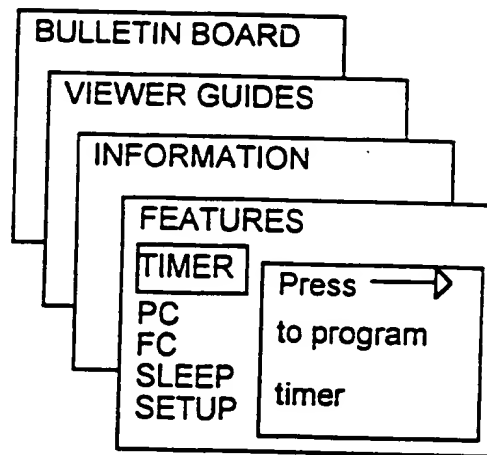 BULLETIN BOARD
VIEWER GUIDES
INFORMATION
FEATURES
TIMER
PC
FC
SLEEP
SETUP
Press
to program
timer